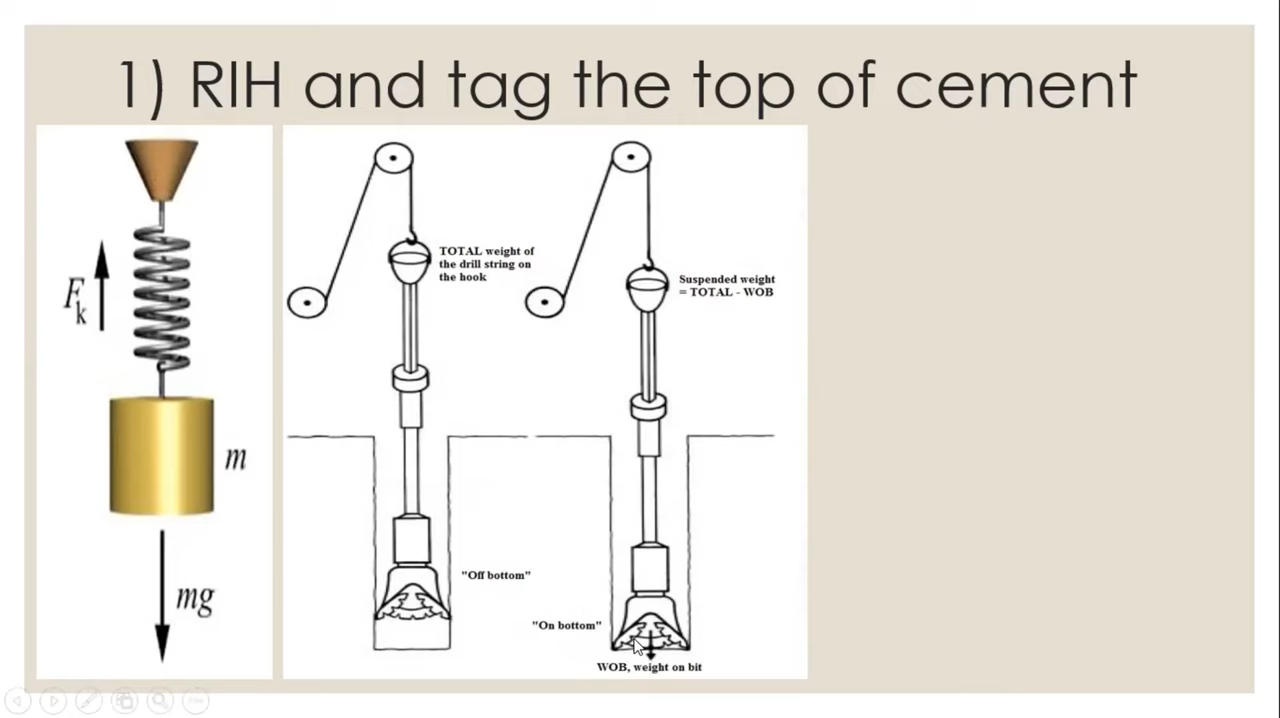 1) RIH and tag the top of cement
Fk
m
mg
TOTAL weight of
the drill string on
the hook
"Off bottom"
Suspended weight
= TOTAL - WOB
"On bottom"
WOB, weight on bit